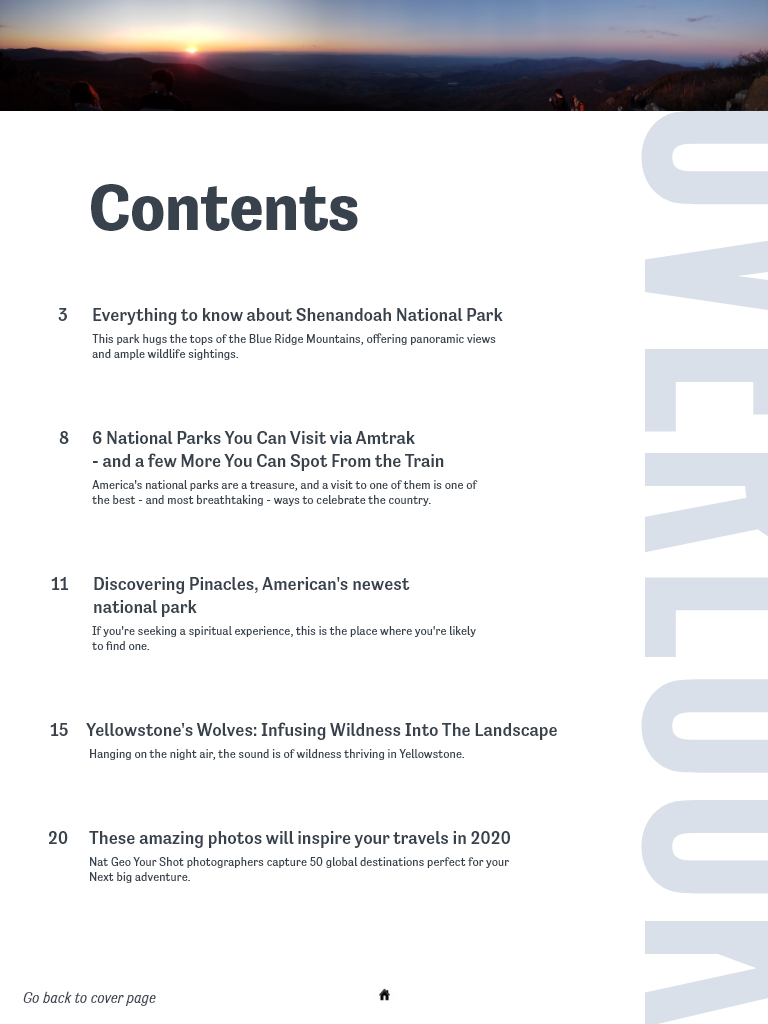 Contents
3 Everything to know about Shenandoah National Park
This park hugs the tops of the Blue Ridge Mountains, offering panoramic views
and ample wildlife sightings.
8 6 National Parks You Can Visit via Amtrak
- and a few More You Can Spot From the Train
America's national parks are a treasure, and a visit to one of them is one of
the best - and most breathtaking - ways to celebrate the country.
11 Discovering Pinacles, American's newest
national park
If you're seeking a spiritual experience, this is the place where you're likely
to find one.
15 Yellowstone's Wolves: Infusing Wildness Into The Landscape
Hanging on the night air, the sound is of wildness thriving in Yellowstone.
20 These amazing photos will inspire your travels in 2020
Nat Geo Your Shot photographers capture 50 global destinations perfect for your
Next big adventure.
Go back to cover page
OVERLOOK